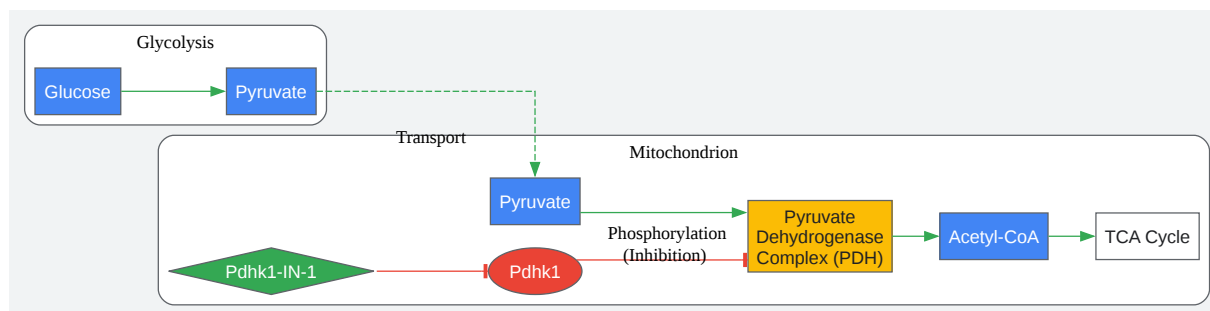 Glycolysis
Glucose
Pyruvate
Transport
Mitochondrion
Pyruvate
Phosphorylation
(Inhibition)
Pyruvate
Dehydrogenase
Complex (PDH)
Acetyl-CoA
TCA Cycle
Pdhk1-IN-1
Pdhk1